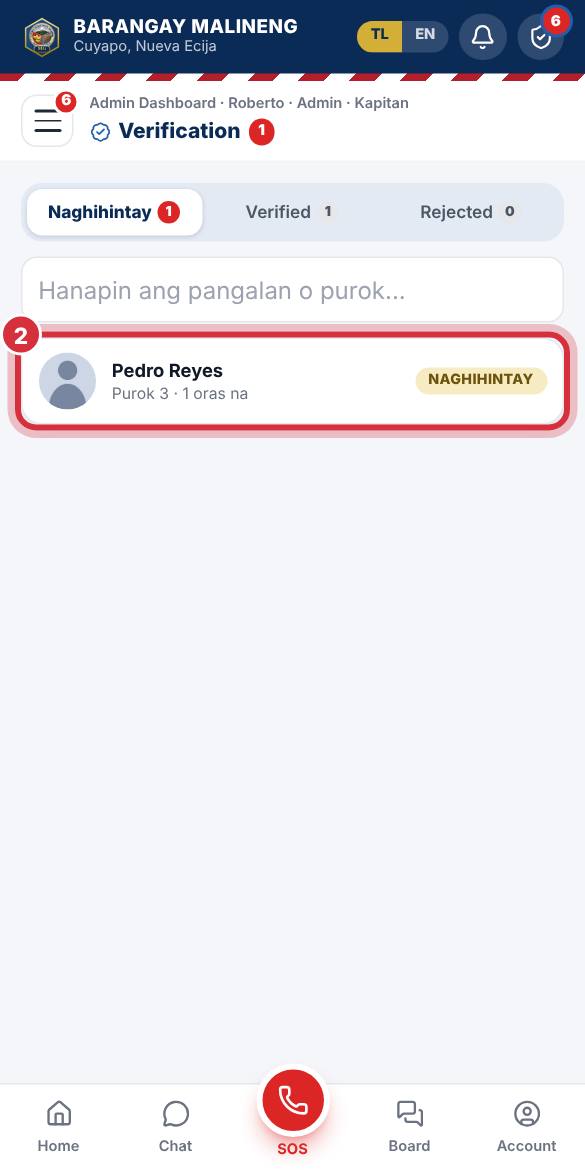 BARANGAY MALINENG
Cuyapo, Nueva Ecija
TL EN
6
6
Admin Dashboard · Roberto · Admin · Kapitan
Verification 1
Naghihintay 1
Verified 1
Rejected 0
Hanapin ang pangalan o purok...
2
Pedro Reyes
Purok 3 · 1 oras na
NAGHIHINTAY
Home
Chat
SOS
Board
Account